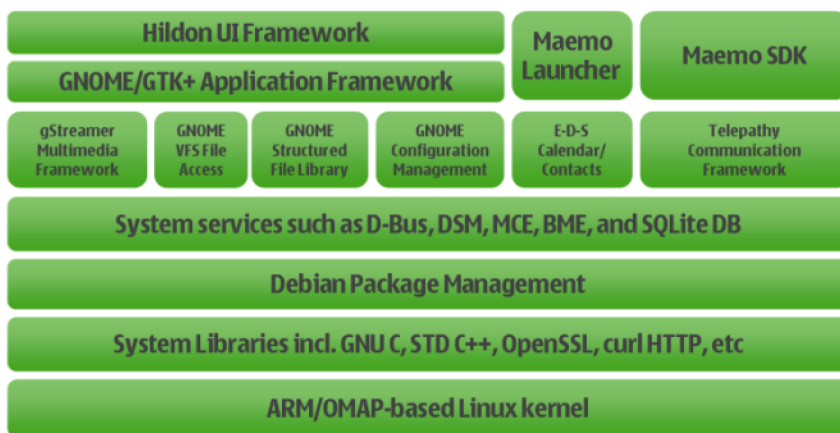 Hildon UI Framework
GNOME/GTK+ Application Framework
Maemo
Launcher
Maemo SDK
gStreamer
Multimedia
Framework
GNOME
VFS File
Access
GNOME
Structured
File Library
GNOME
Configuration
Management
E-D-S
Calendar/
Contacts
Telepathy
Communication
Framework
System services such as D-Bus, DSM, MCE, BME, and SQLite DB
Debian Package Management
System Libraries incl. GNU C, STD C++, OpenSSL, curl HTTP, etc
ARM/OMAP-based Linux kernel